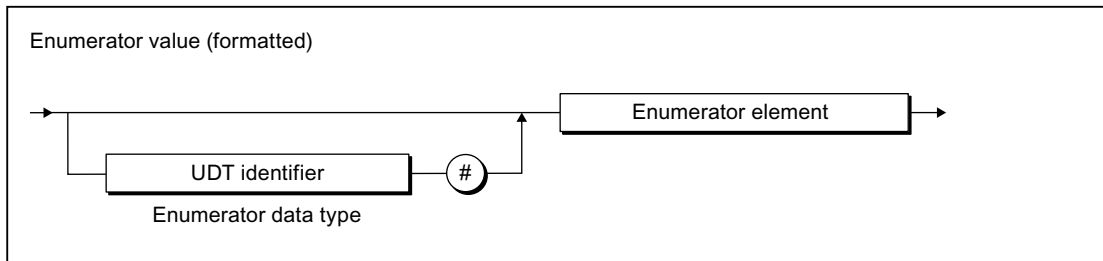 Enumerator value (formatted)
Enumerator element
UDT identifier
#
Enumerator data type